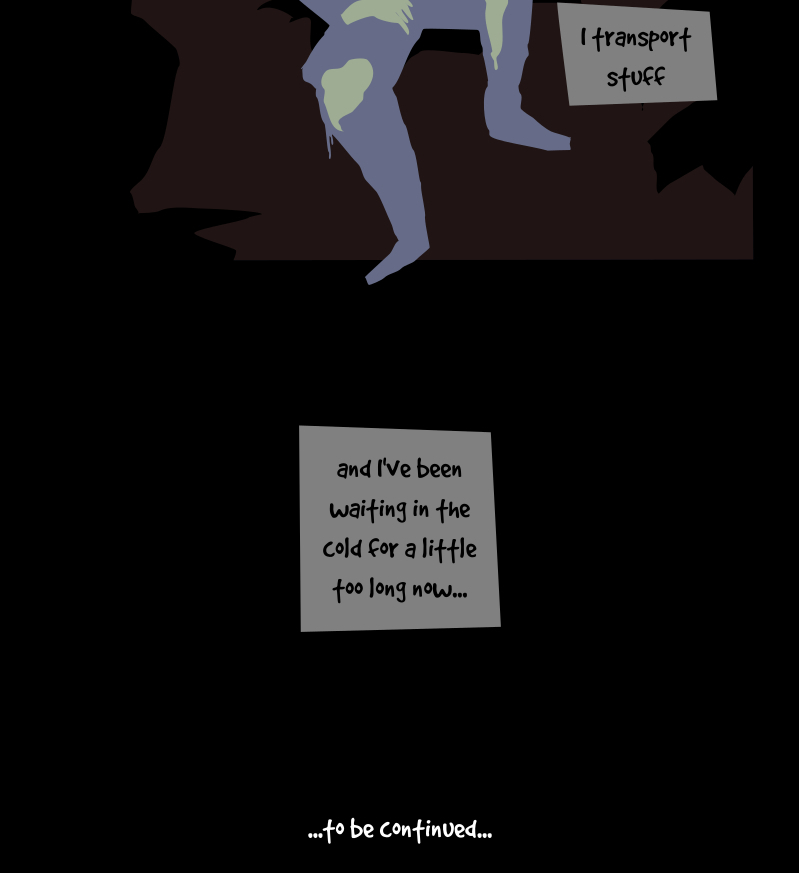 I transport
stuff
and I've been
waiting in the
cold for a little
too long now...
...to be continued...